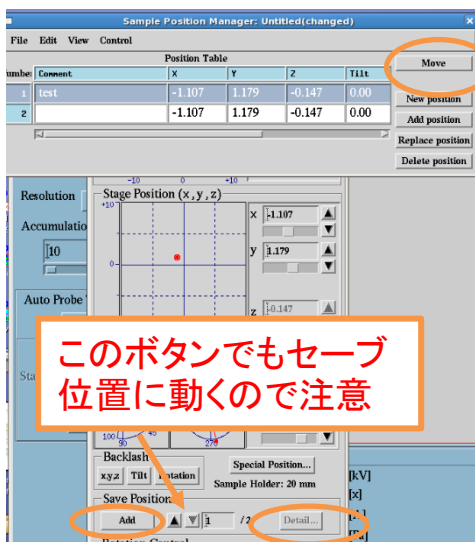 Sample Position Manager: Untitled(changed)
File Edit View Control
Position Table
Comment X Y Z Tilt
1 test -1.107 1.179 -0.147 0.00
2 -1.107 1.179 -0.147 0.00
Move
New position
Add position
Replace position
Delete position
-10 0 +10
Resolution
Stage Position (x,y,z)
+10
x -1.107
Accumulatio
10
y 1.179
0
z -0.147
Auto Probe
このボタンでもセーブ
位置に動くので注意
Sta
100 90 45 270
Backlash
x,y,z Tilt Rotation
Special Position...
Sample Holder: 20 mm
[kV]
[x]
Save Position
Add 1 /2 Detail...
[Pa]